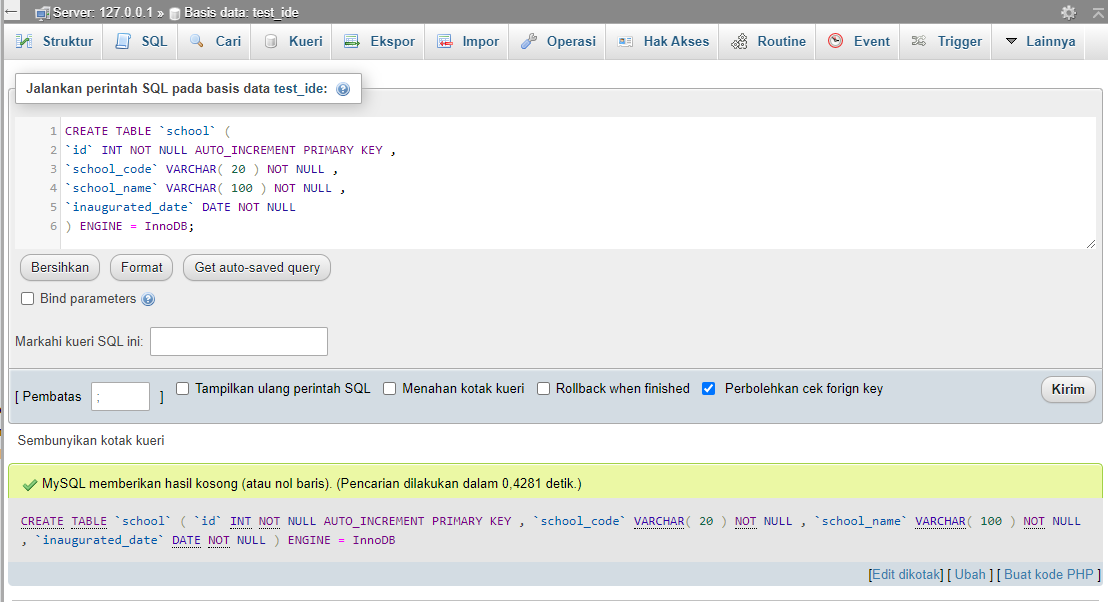 Server: 127.0.0.1 » Basis data: test_ide
Struktur SQL Cari Kueri Ekspor Impor Operasi Hak Akses Routine Event Trigger Lainnya
Jalankan perintah SQL pada basis data test_ide:
1 CREATE TABLE `school` (
2 `id` INT NOT NULL AUTO_INCREMENT PRIMARY KEY ,
3 `school_code` VARCHAR( 20 ) NOT NULL ,
4 `school_name` VARCHAR( 100 ) NOT NULL ,
5 `inaugurated_date` DATE NOT NULL
6 ) ENGINE = InnoDB;
Bersihkan Format Get auto-saved query
Bind parameters
Markahi kueri SQL ini:
[ Pembatas ; ] Tampilkan ulang perintah SQL Menahan kotak kueri Rollback when finished Perbolehkan cek forign key Kirim
Sembunyikan kotak kueri
MySQL memberikan hasil kosong (atau nol baris). (Pencarian dilakukan dalam 0,4281 detik.)
CREATE TABLE `school` ( `id` INT NOT NULL AUTO_INCREMENT PRIMARY KEY , `school_code` VARCHAR( 20 ) NOT NULL , `school_name` VARCHAR( 100 ) NOT NULL
, `inaugurated_date` DATE NOT NULL ) ENGINE = InnoDB
[Edit dikotak] [ Ubah ] [ Buat kode PHP ]